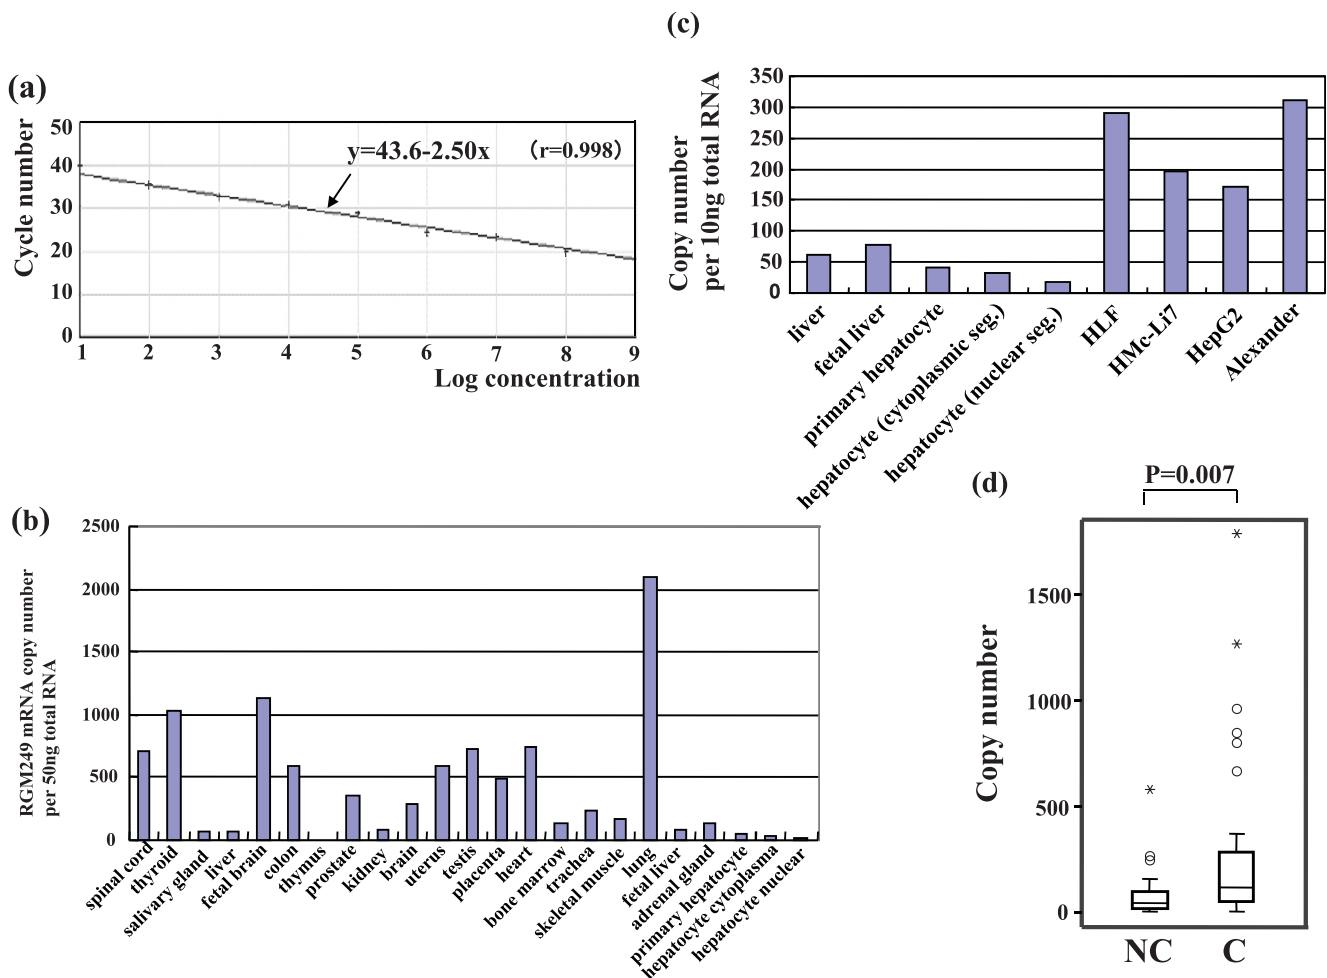 (c)
350
300
250
200
150
100
50
0
Copy number
per 10ng total RNA
liver
fetal liver
primary hepatocyte
hepatocyte (cytoplasmic seg.)
hepatocyte (nuclear seg.)
HLF
HMc-Li7
HepG2
Alexander
(a)
50
40
30
20
10
0
Cycle number
y=43.6-2.50x (r=0.998)
1 2 3 4 5 6 7 8 9
Log concentration
(b)
2500
2000
1500
1000
500
0
RGM249 mRNA copy number
per 50ng total RNA
spinal cord
thyroid
salivary gland
liver
fetal brain
colon
thymus
prostate
kidney
brain
uterus
testis
placenta
heart
bone marrow
trachea
skeletal muscle
lung
fetal liver
adrenal gland
primary hepatocyte
hepatocyte cytoplasma
hepatocyte nuclear
(d)
P=0.007
1500
1000
500
0
Copy number
NC C